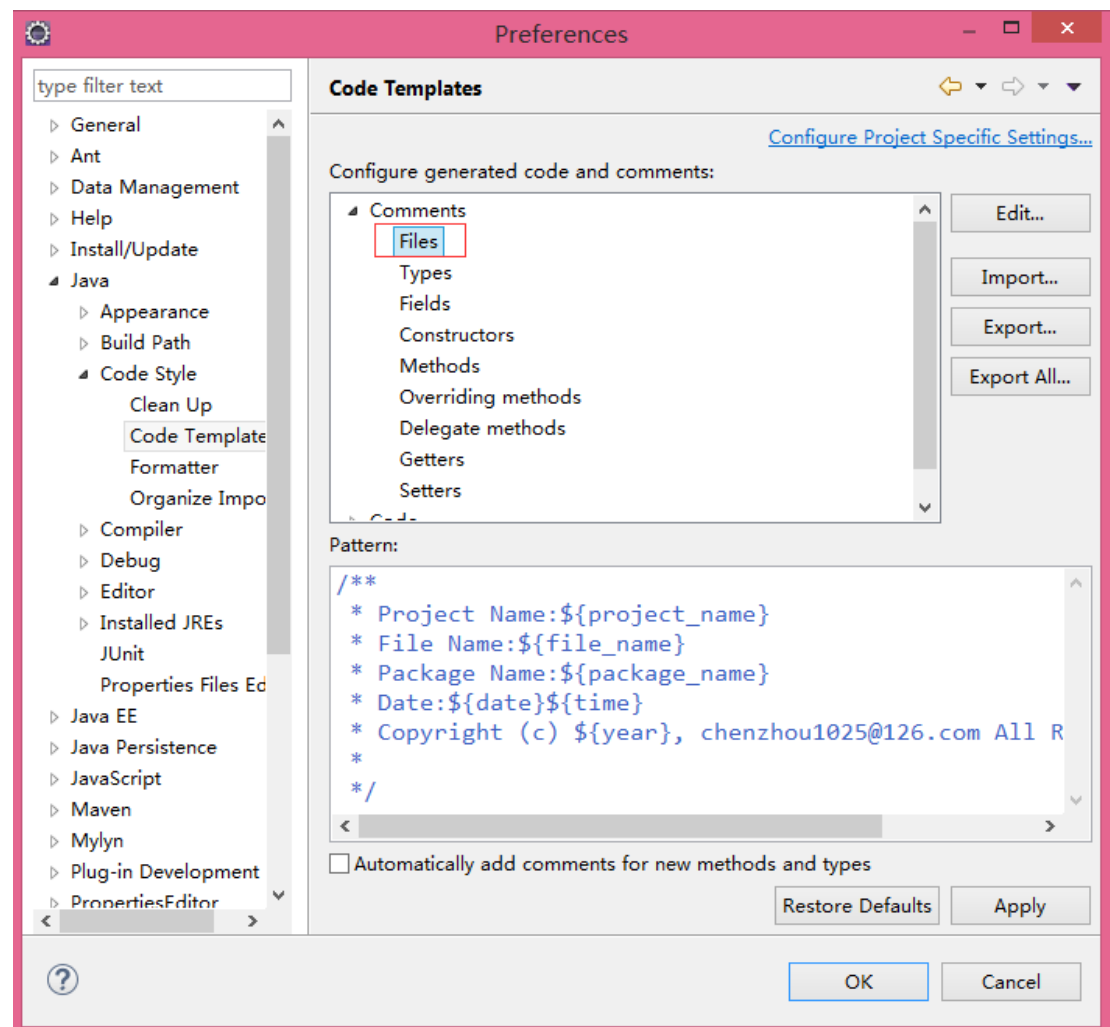 Preferences
type filter text
General
Ant
Data Management
Help
Install/Update
Java
Appearance
Build Path
Code Style
Clean Up
Code Template
Formatter
Organize Impo
Compiler
Debug
Editor
Installed JREs
JUnit
Properties Files Ed
Java EE
Java Persistence
JavaScript
Maven
Mylyn
Plug-in Development
PropertiesEditor
Code Templates
Configure Project Specific Settings...
Configure generated code and comments:
Comments
Files
Types
Fields
Constructors
Methods
Overriding methods
Delegate methods
Getters
Setters
Code
Edit...
Import...
Export...
Export All...
Pattern:
/**
* Project Name:${project_name}
* File Name:${file_name}
* Package Name:${package_name}
* Date:${date}${time}
* Copyright (c) ${year}, chenzhou1025@126.com All R
*
*/
Automatically add comments for new methods and types
Restore Defaults
Apply
OK
Cancel